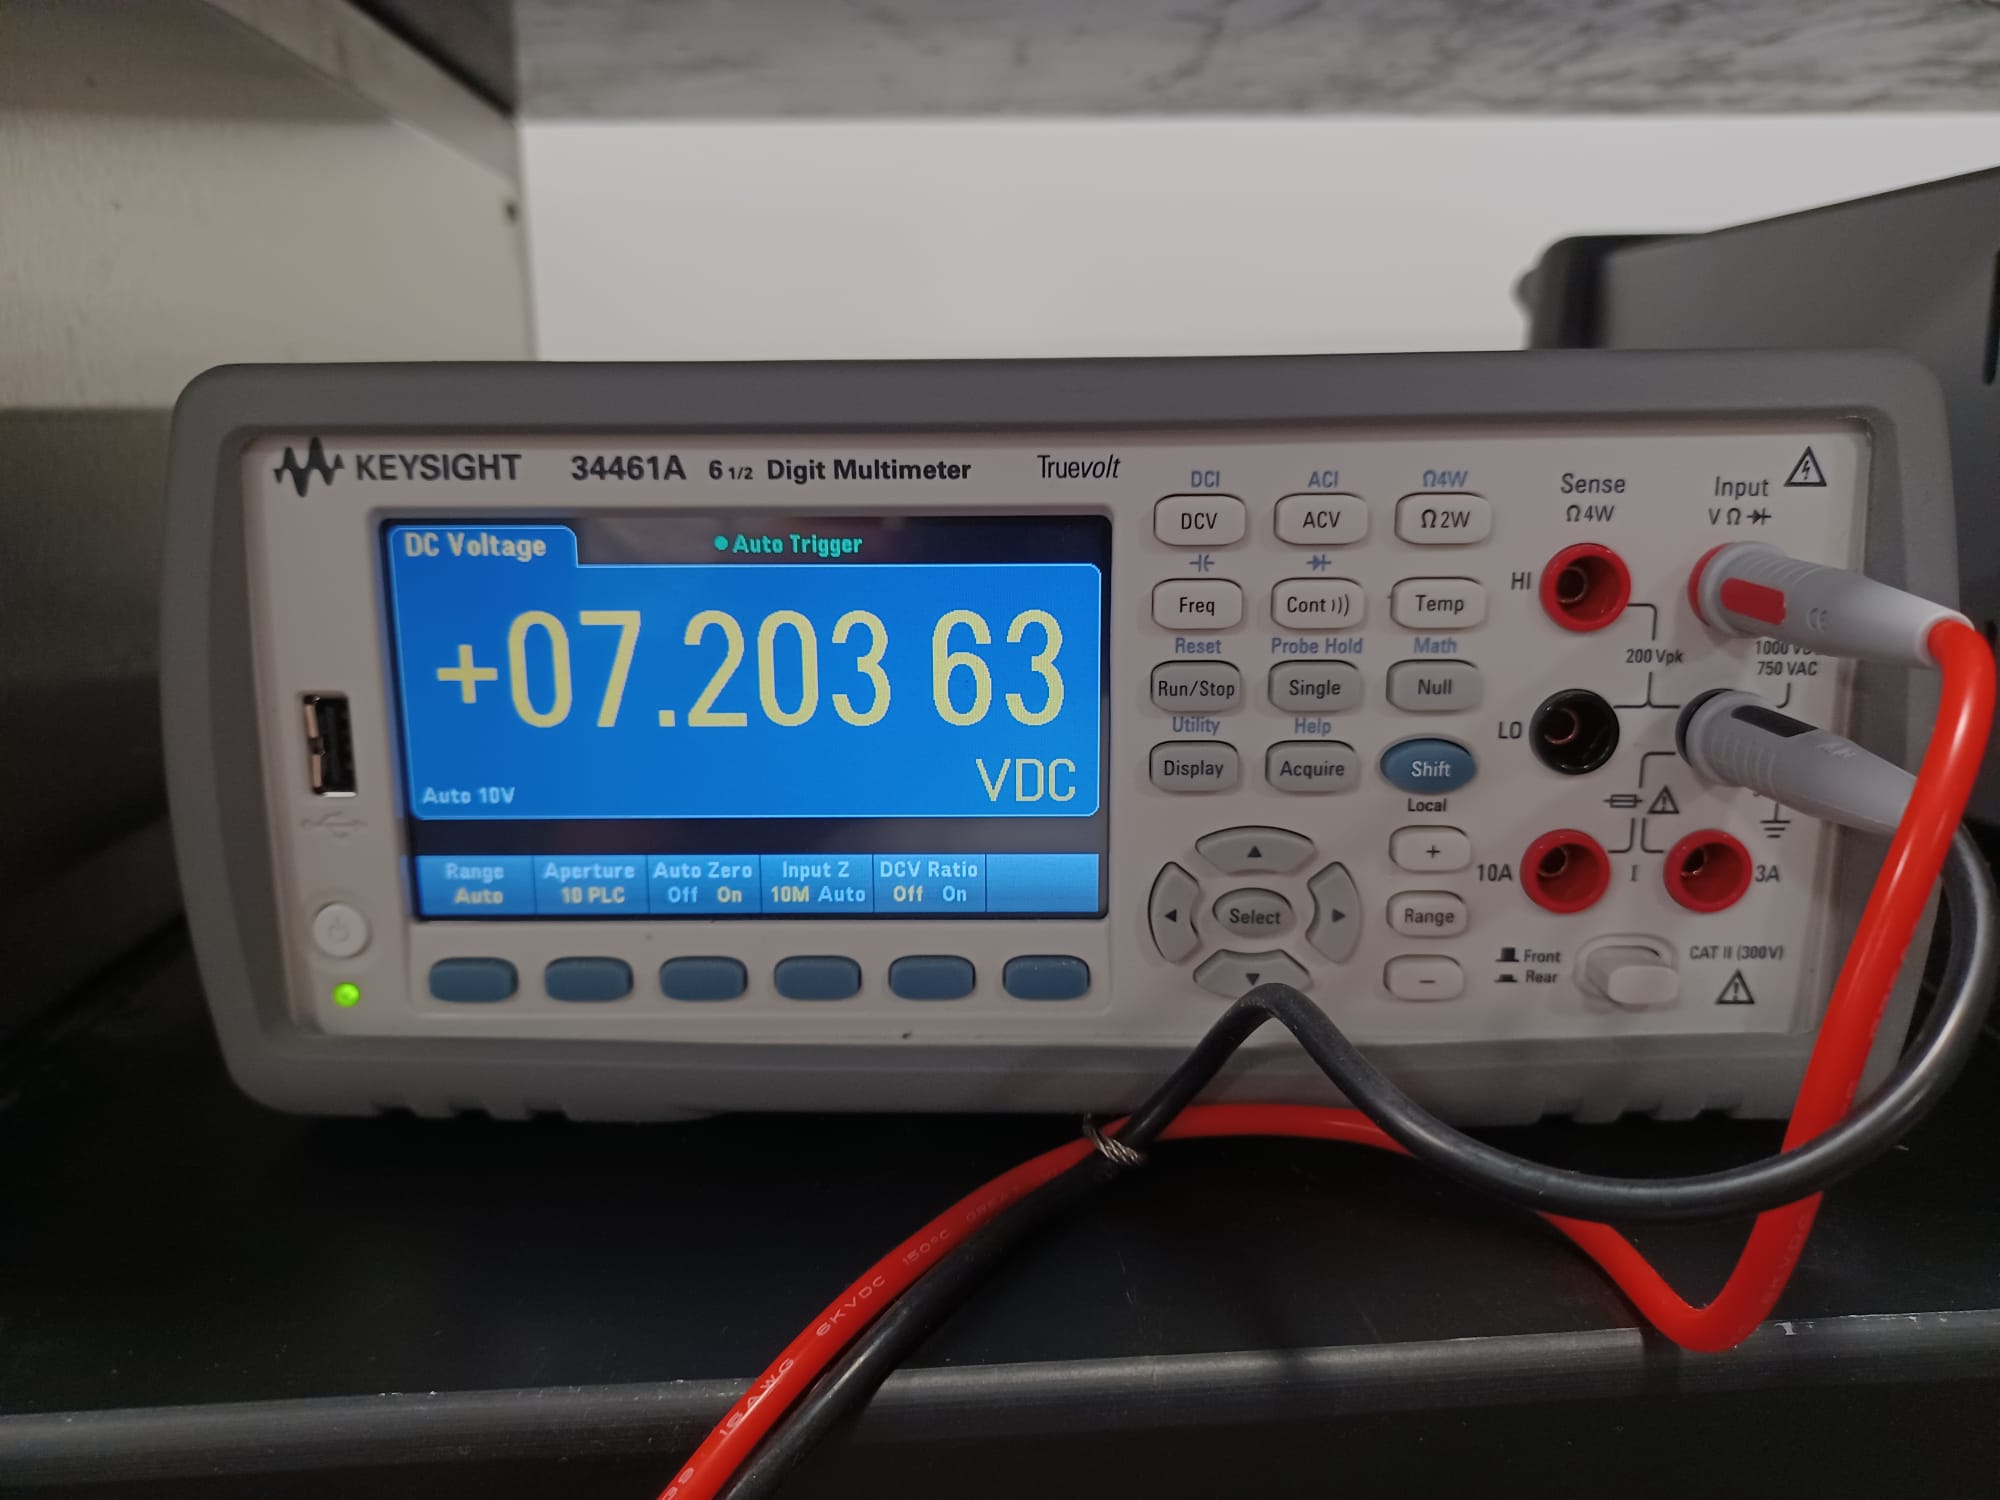 KEYSIGHT 34461A 6 1/2 Digit Multimeter Truevolt
DC Voltage
Auto Trigger
+07.203 63
VDC
Auto 10V
Range Aperture Auto Zero Input Z DCV Ratio
Auto 10 PLC Off On 10M Auto Off On
DCI ACI Ω4W
DCV ACV Ω2W
Freq Cont Temp
Reset Probe Hold Math
Run/Stop Single Null
Utility Help
Display Acquire Shift
Local
+
Select Range
−
Sense
Ω4W
Input
VΩ
HI
200 Vpk
750 VAC
LO
10A I 3A
Front
Rear
CAT II (300V)
CE
6KVDC 150°C
16AWG